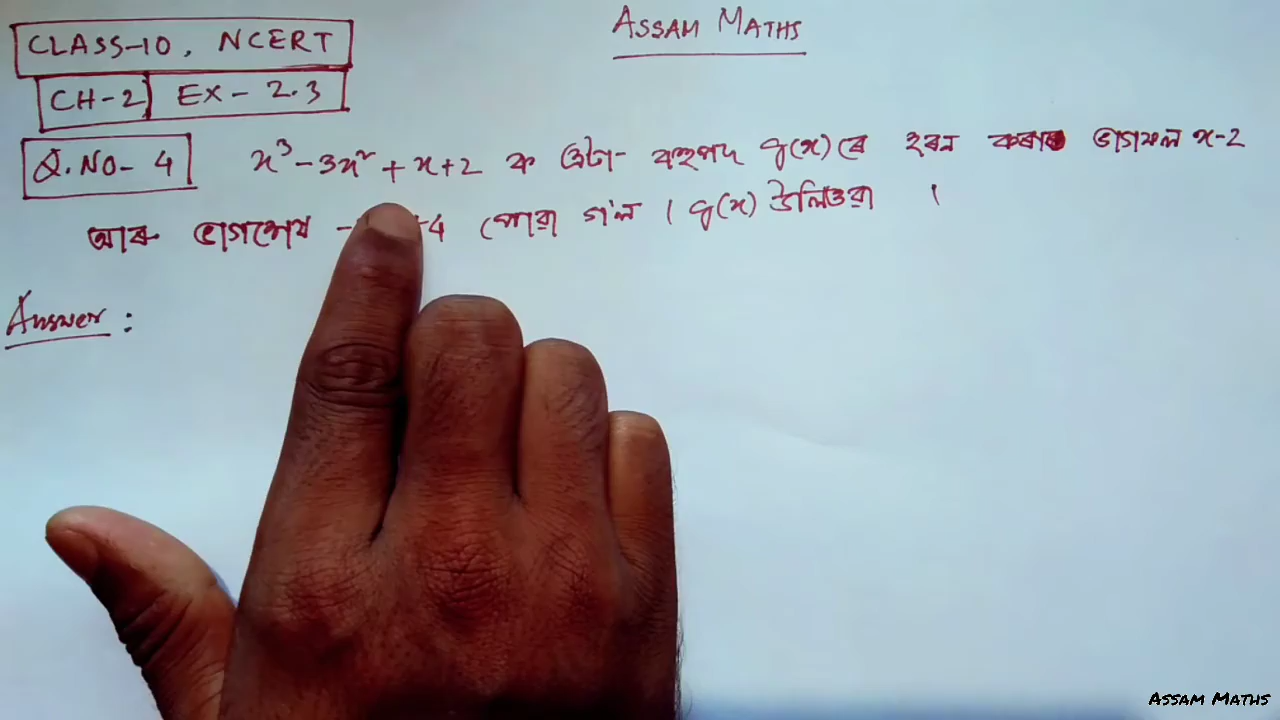 ASSAM MATHS
CLASS-10, NCERT
CH-2 EX-2.3
Q.NO-4 x³-3x²+x+2 ক এটা- বহুপদ g(x)ৰে হৰন কৰাত ভাগফল x-2
আৰু ভাগশেষ - +4 পোৱা গ'ল । g(x) উলিওৱা ।
Answer :
ASSAM MATHS